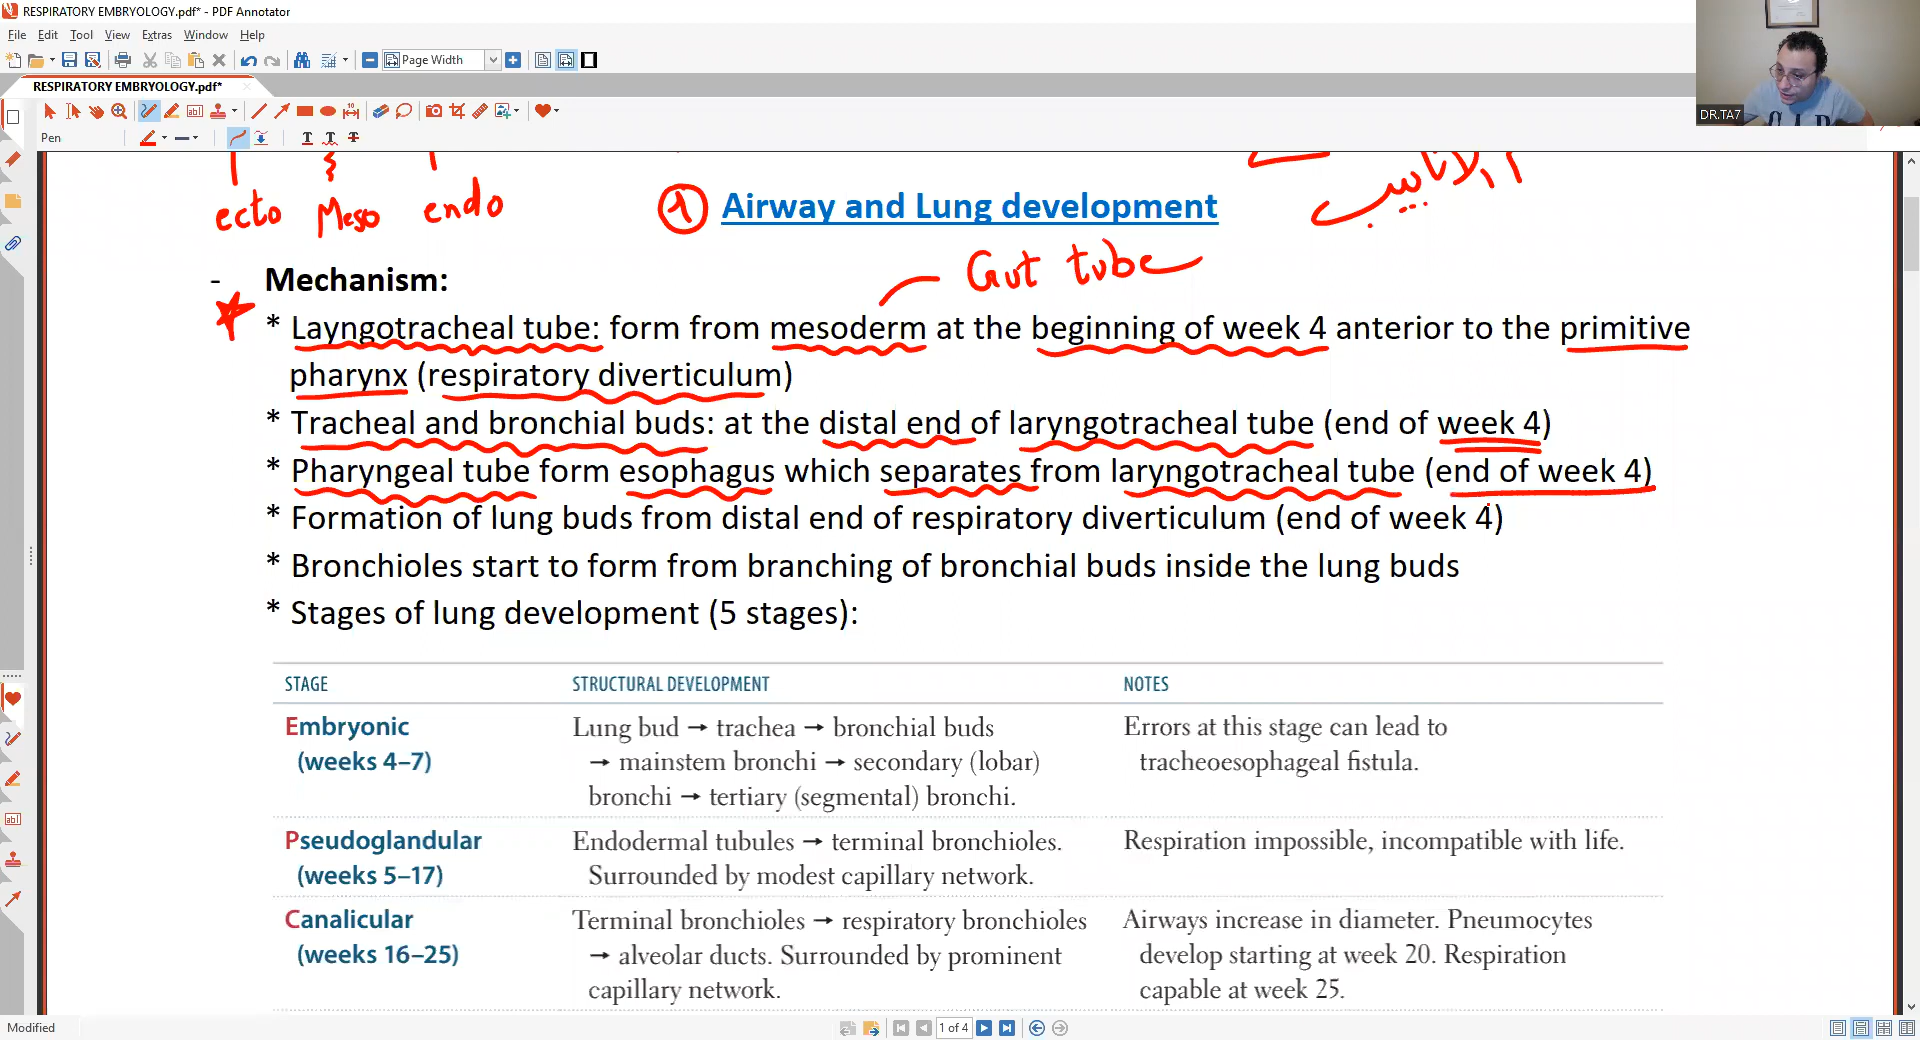 RESPIRATORY EMBRYOLOGY.pdf* - PDF Annotator
File Edit Tool View Extras Window Help
Page Width
RESPIRATORY EMBRYOLOGY.pdf*
Pen
DR.TA7
ecto Meso endo
1 Airway and Lung development
الانابيب
- Mechanism:
Gut tube
* Layngotracheal tube: form from mesoderm at the beginning of week 4 anterior to the primitive
pharynx (respiratory diverticulum)
* Tracheal and bronchial buds: at the distal end of laryngotracheal tube (end of week 4)
* Pharyngeal tube form esophagus which separates from laryngotracheal tube (end of week 4)
* Formation of lung buds from distal end of respiratory diverticulum (end of week 4)
* Bronchioles start to form from branching of bronchial buds inside the lung buds
* Stages of lung development (5 stages):
STAGE STRUCTURAL DEVELOPMENT NOTES
Embryonic Lung bud → trachea → bronchial buds Errors at this stage can lead to
(weeks 4–7) → mainstem bronchi → secondary (lobar) tracheoesophageal fistula.
bronchi → tertiary (segmental) bronchi.
Pseudoglandular Endodermal tubules → terminal bronchioles. Respiration impossible, incompatible with life.
(weeks 5–17) Surrounded by modest capillary network.
Canalicular Terminal bronchioles → respiratory bronchioles Airways increase in diameter. Pneumocytes
(weeks 16–25) → alveolar ducts. Surrounded by prominent develop starting at week 20. Respiration
capillary network. capable at week 25.
Modified
1 of 4